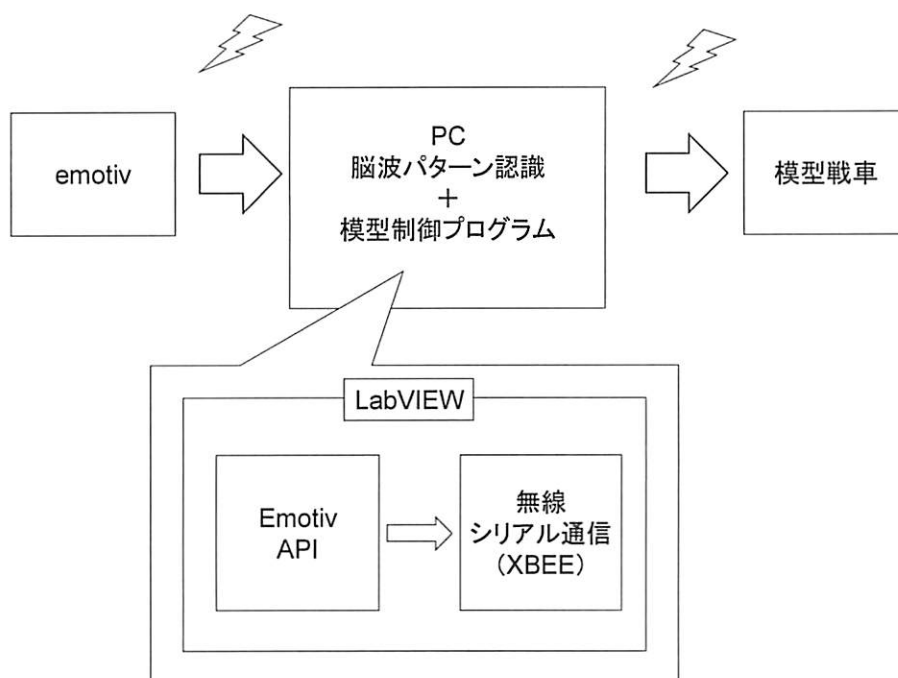 emotiv
PC
脳波パターン認識
+
模型制御プログラム
模型戦車
LabVIEW
Emotiv
API
無線
シリアル通信
(XBEE)